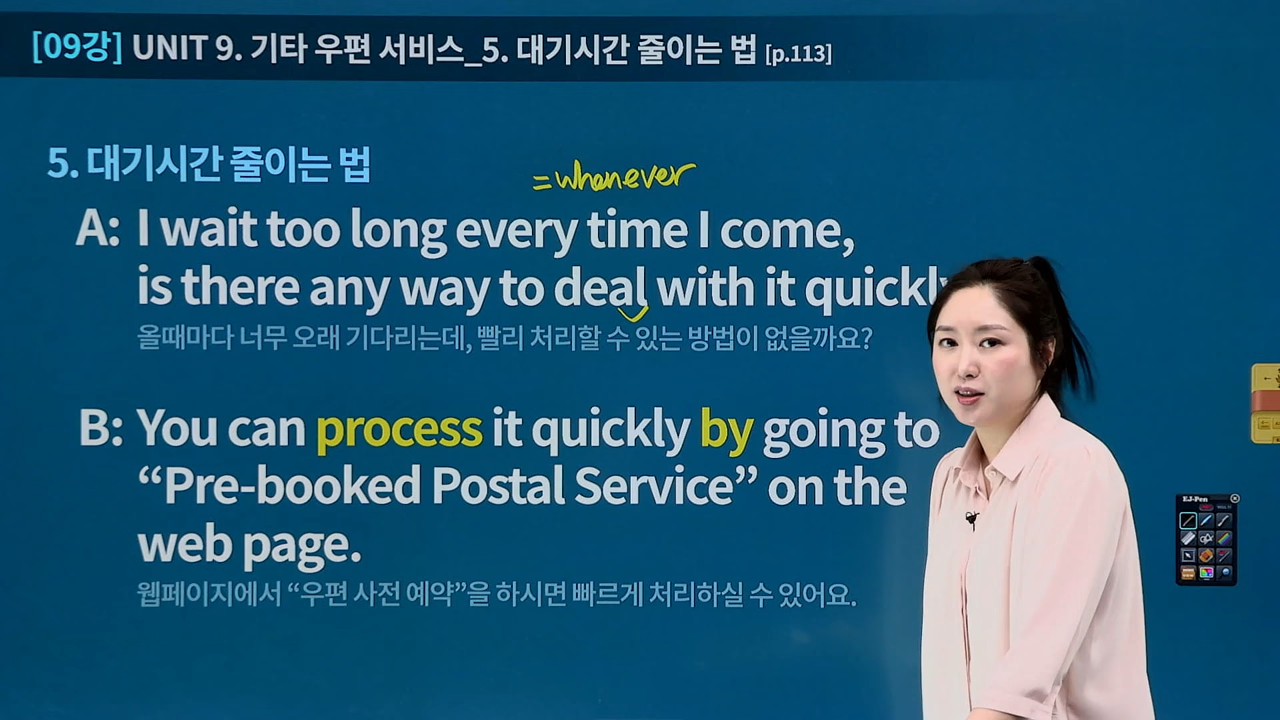 [09강] UNIT 9. 기타 우편 서비스_5. 대기시간 줄이는 법 [p.113]
5. 대기시간 줄이는 법
=whenever
A: I wait too long every time I come,
is there any way to deal with it quickly
올때마다 너무 오래 기다리는데, 빨리 처리할 수 있는 방법이 없을까요?
B: You can process it quickly by going to
“Pre-booked Postal Service” on the
web page.
웹페이지에서 “우편 사전 예약”을 하시면 빠르게 처리하실 수 있어요.
EJ-Pen